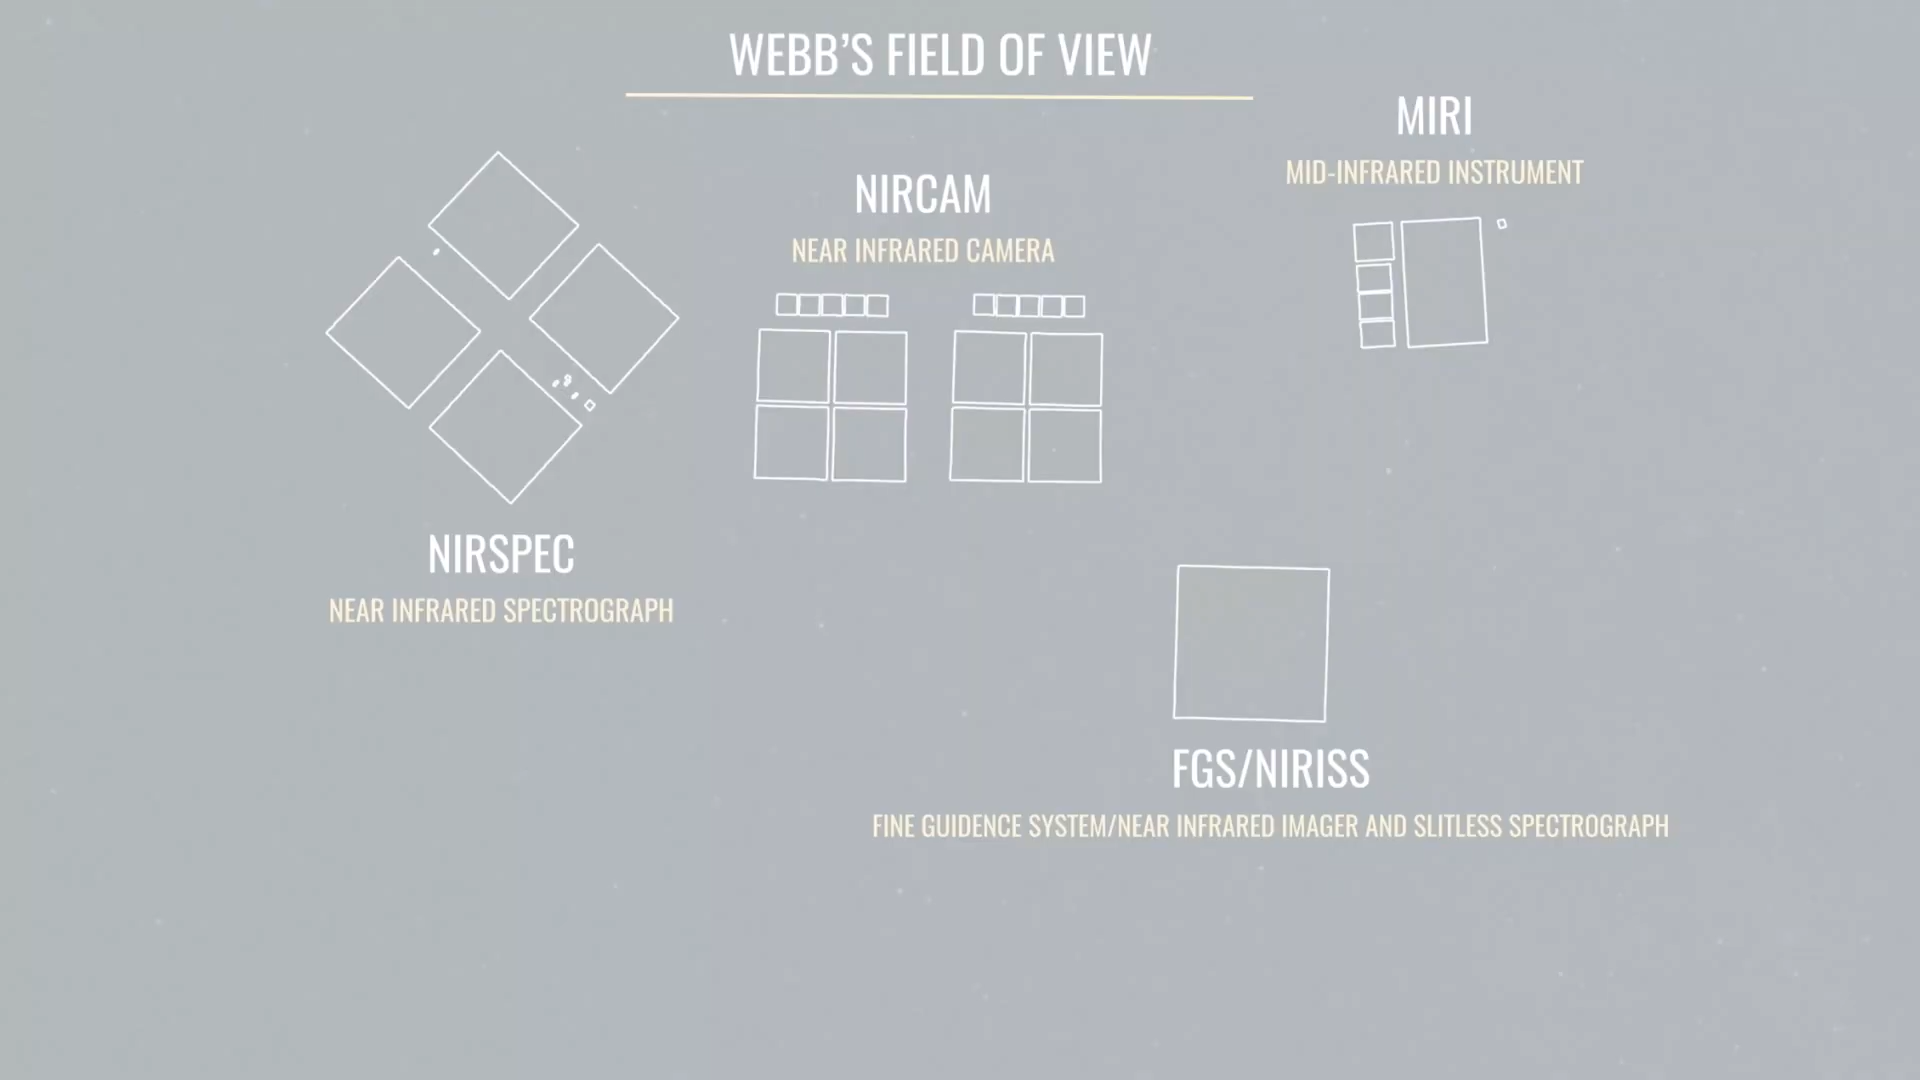 WEBB'S FIELD OF VIEW
MIRI
MID-INFRARED INSTRUMENT
NIRCAM
NEAR INFRARED CAMERA
NIRSPEC
NEAR INFRARED SPECTROGRAPH
FGS/NIRISS
FINE GUIDENCE SYSTEM/NEAR INFRARED IMAGER AND SLITLESS SPECTROGRAPH